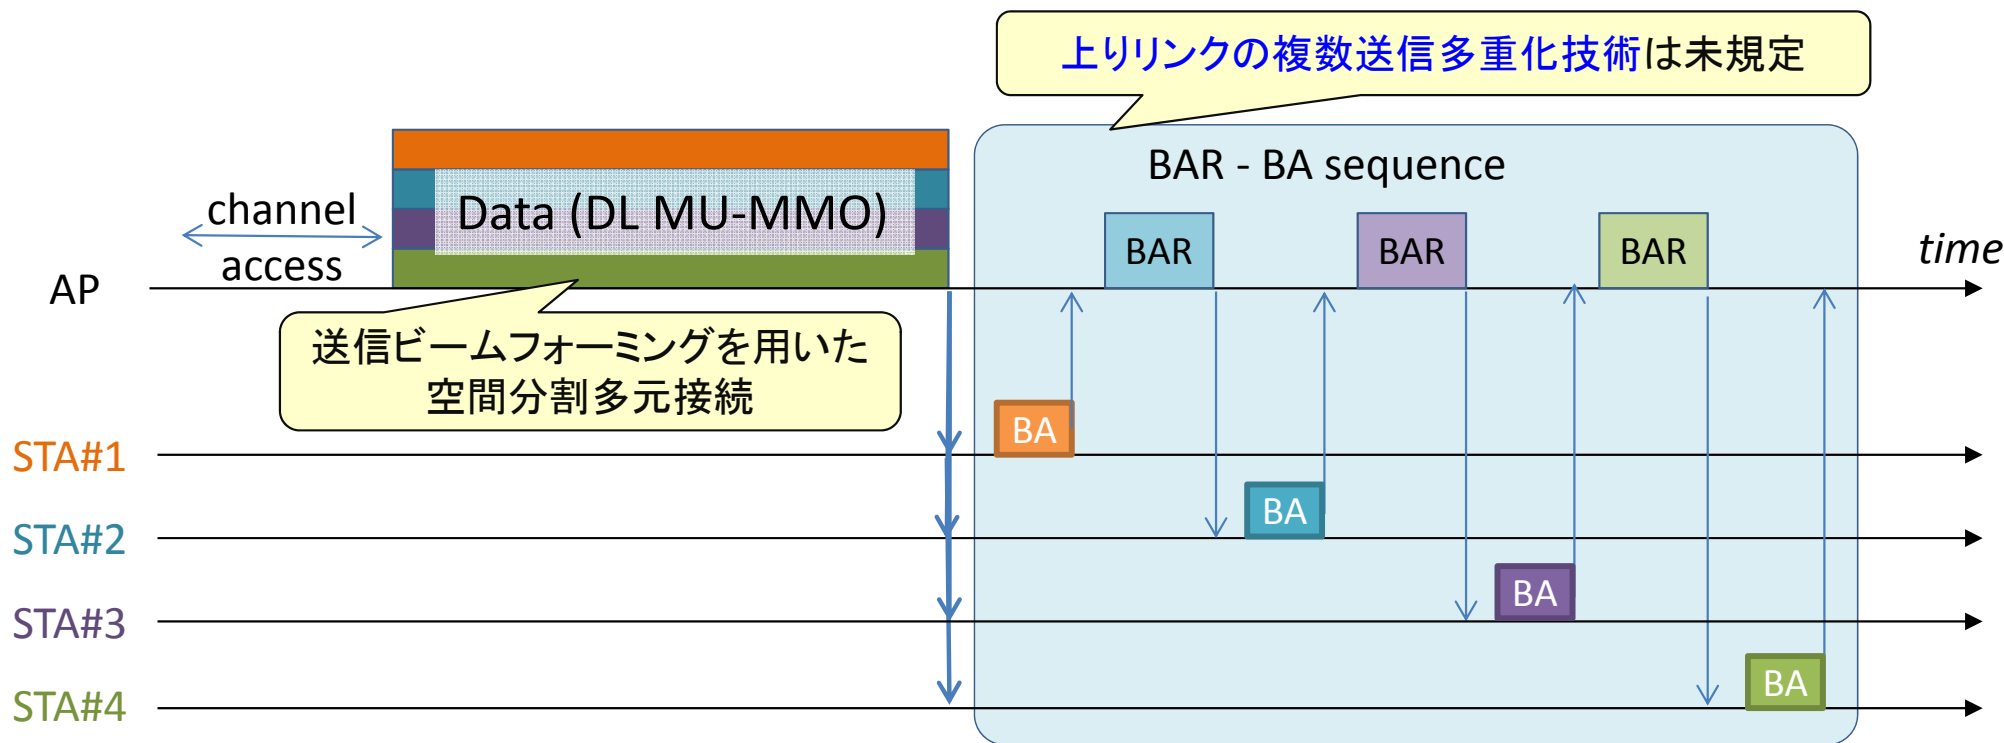 上りリンクの複数送信多重化技術は未規定
BAR - BA sequence
channel
access
Data (DL MU-MMO)
BAR
BAR
BAR
time
AP
送信ビームフォーミングを用いた
空間分割多元接続
BA
STA#1
BA
STA#2
BA
STA#3
BA
STA#4